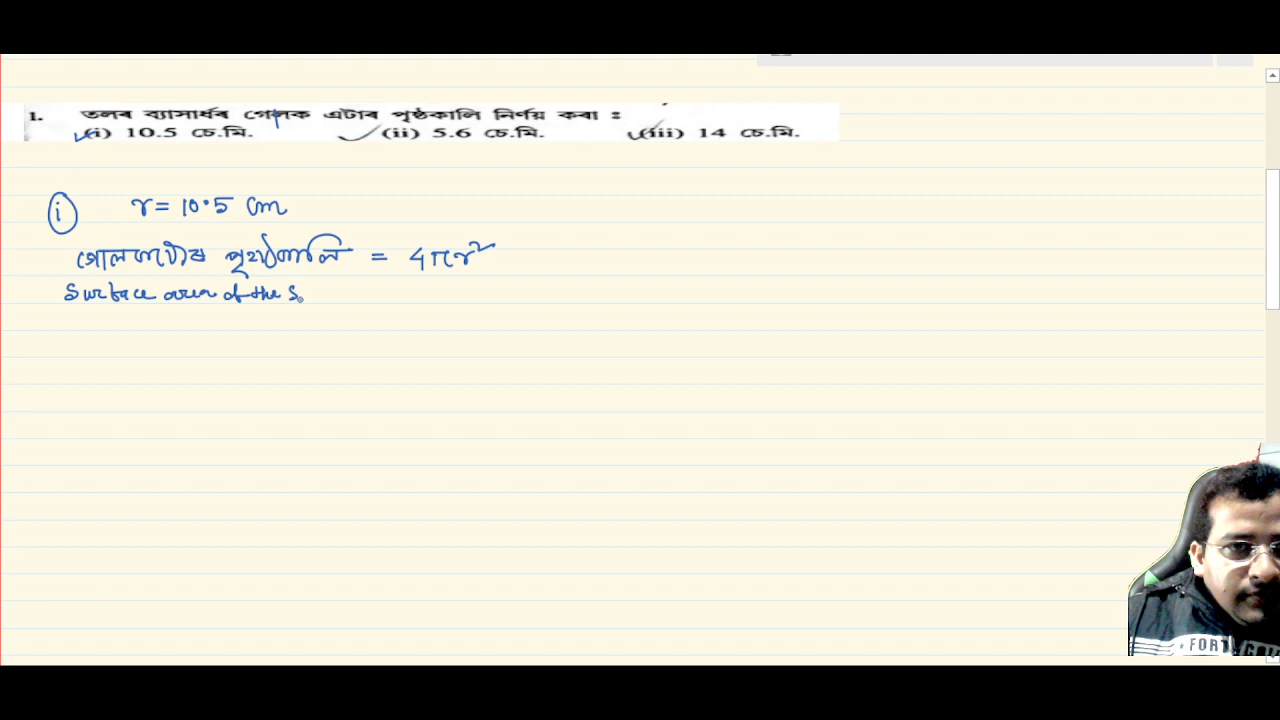 1. তলৰ ব্যাসাৰ্ধৰ গোলক এটাৰ পৃষ্ঠকালি নিৰ্ণয় কৰা ঃ
(i) 10.5 চে.মি. (ii) 5.6 চে.মি. (iii) 14 চে.মি.
i r = 10.5 cm
পৃষ্ঠকালি = 4πr²
Surface area of the S
FORT